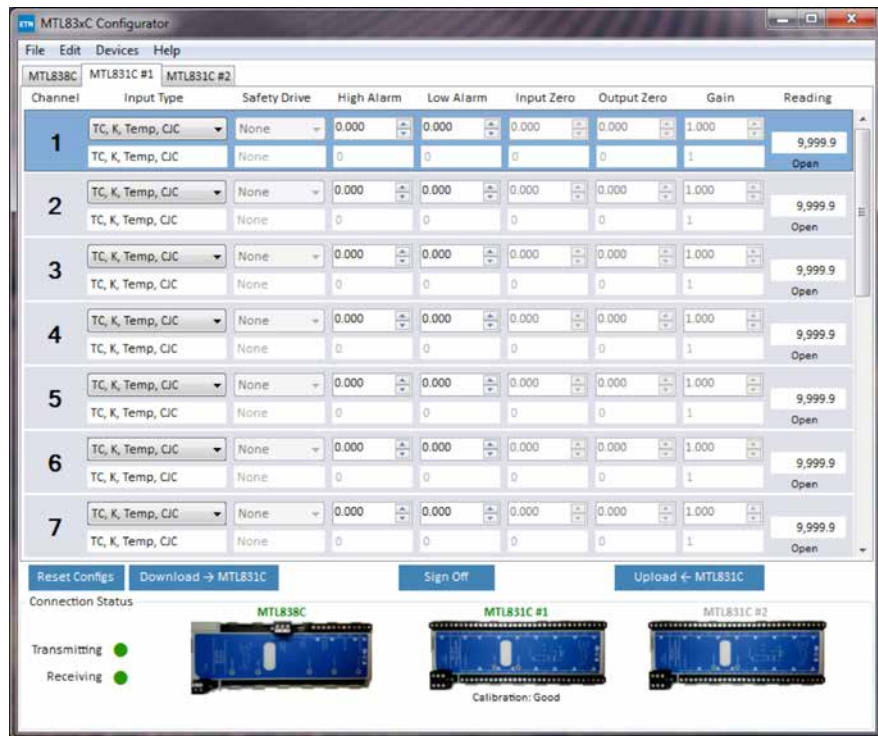 ETN MTL83xC Configurator
File Edit Devices Help
MTL838C MTL831C #1 MTL831C #2
Channel Input Type Safety Drive High Alarm Low Alarm Input Zero Output Zero Gain Reading
1 TC, K, Temp, CJC None 0.000 0.000 0.000 0.000 1.000 9,999.9
TC, K, Temp, CJC None 0 0 0 0 1 Open
2 TC, K, Temp, CJC None 0.000 0.000 0.000 0.000 1.000 9,999.9
TC, K, Temp, CJC None 0 0 0 0 1 Open
3 TC, K, Temp, CJC None 0.000 0.000 0.000 0.000 1.000 9,999.9
TC, K, Temp, CJC None 0 0 0 0 1 Open
4 TC, K, Temp, CJC None 0.000 0.000 0.000 0.000 1.000 9,999.9
TC, K, Temp, CJC None 0 0 0 0 1 Open
5 TC, K, Temp, CJC None 0.000 0.000 0.000 0.000 1.000 9,999.9
TC, K, Temp, CJC None 0 0 0 0 1 Open
6 TC, K, Temp, CJC None 0.000 0.000 0.000 0.000 1.000 9,999.9
TC, K, Temp, CJC None 0 0 0 0 1 Open
7 TC, K, Temp, CJC None 0.000 0.000 0.000 0.000 1.000 9,999.9
TC, K, Temp, CJC None 0 0 0 0 1 Open
Reset Configs Download → MTL831C Sign Off Upload ← MTL831C
Connection Status
MTL838C MTL831C #1 MTL831C #2
Transmitting
Receiving
Calibration: Good